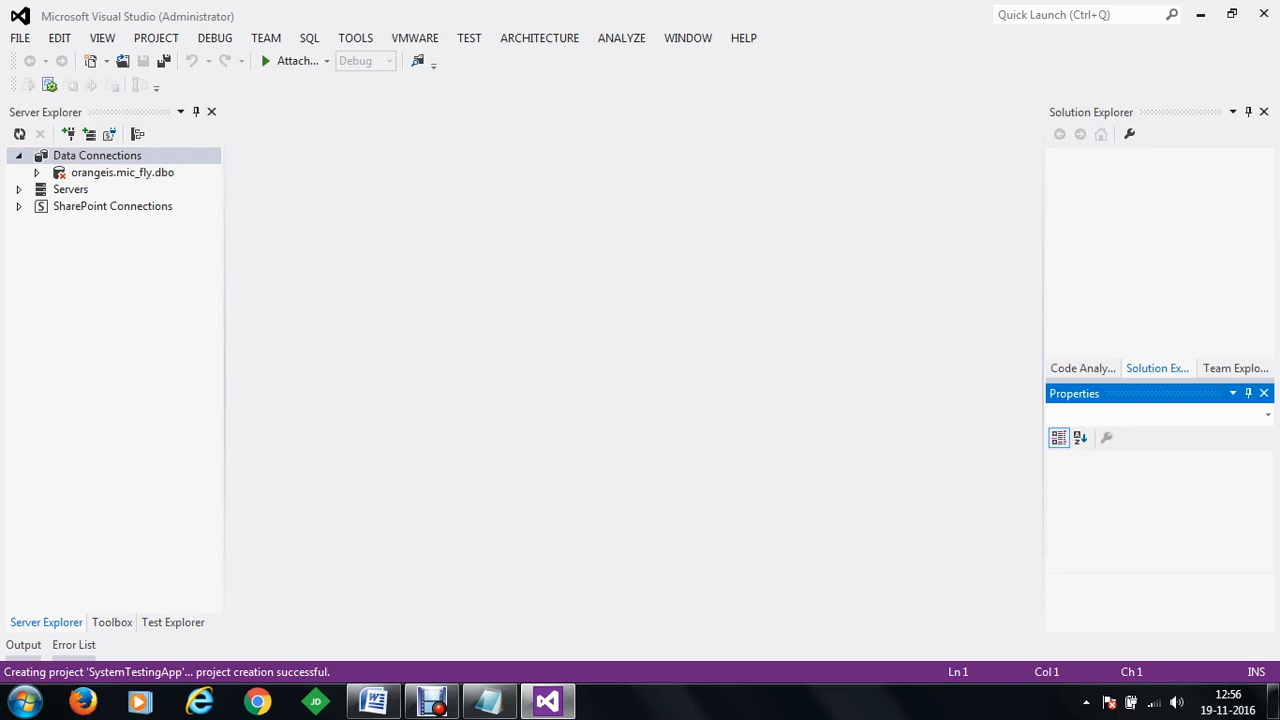 Microsoft Visual Studio (Administrator)
Quick Launch (Ctrl+Q)
FILE EDIT VIEW PROJECT DEBUG TEAM SQL TOOLS VMWARE TEST ARCHITECTURE ANALYZE WINDOW HELP
Attach... Debug
Server Explorer
Data Connections
orangeis.mic_fly.dbo
Servers
SharePoint Connections
Server Explorer Toolbox Test Explorer
Solution Explorer
Code Analy... Solution Ex... Team Explo...
Properties
Output Error List
Creating project 'SystemTestingApp'... project creation successful. Ln 1 Col 1 Ch 1 INS
JD
12:56
19-11-2016